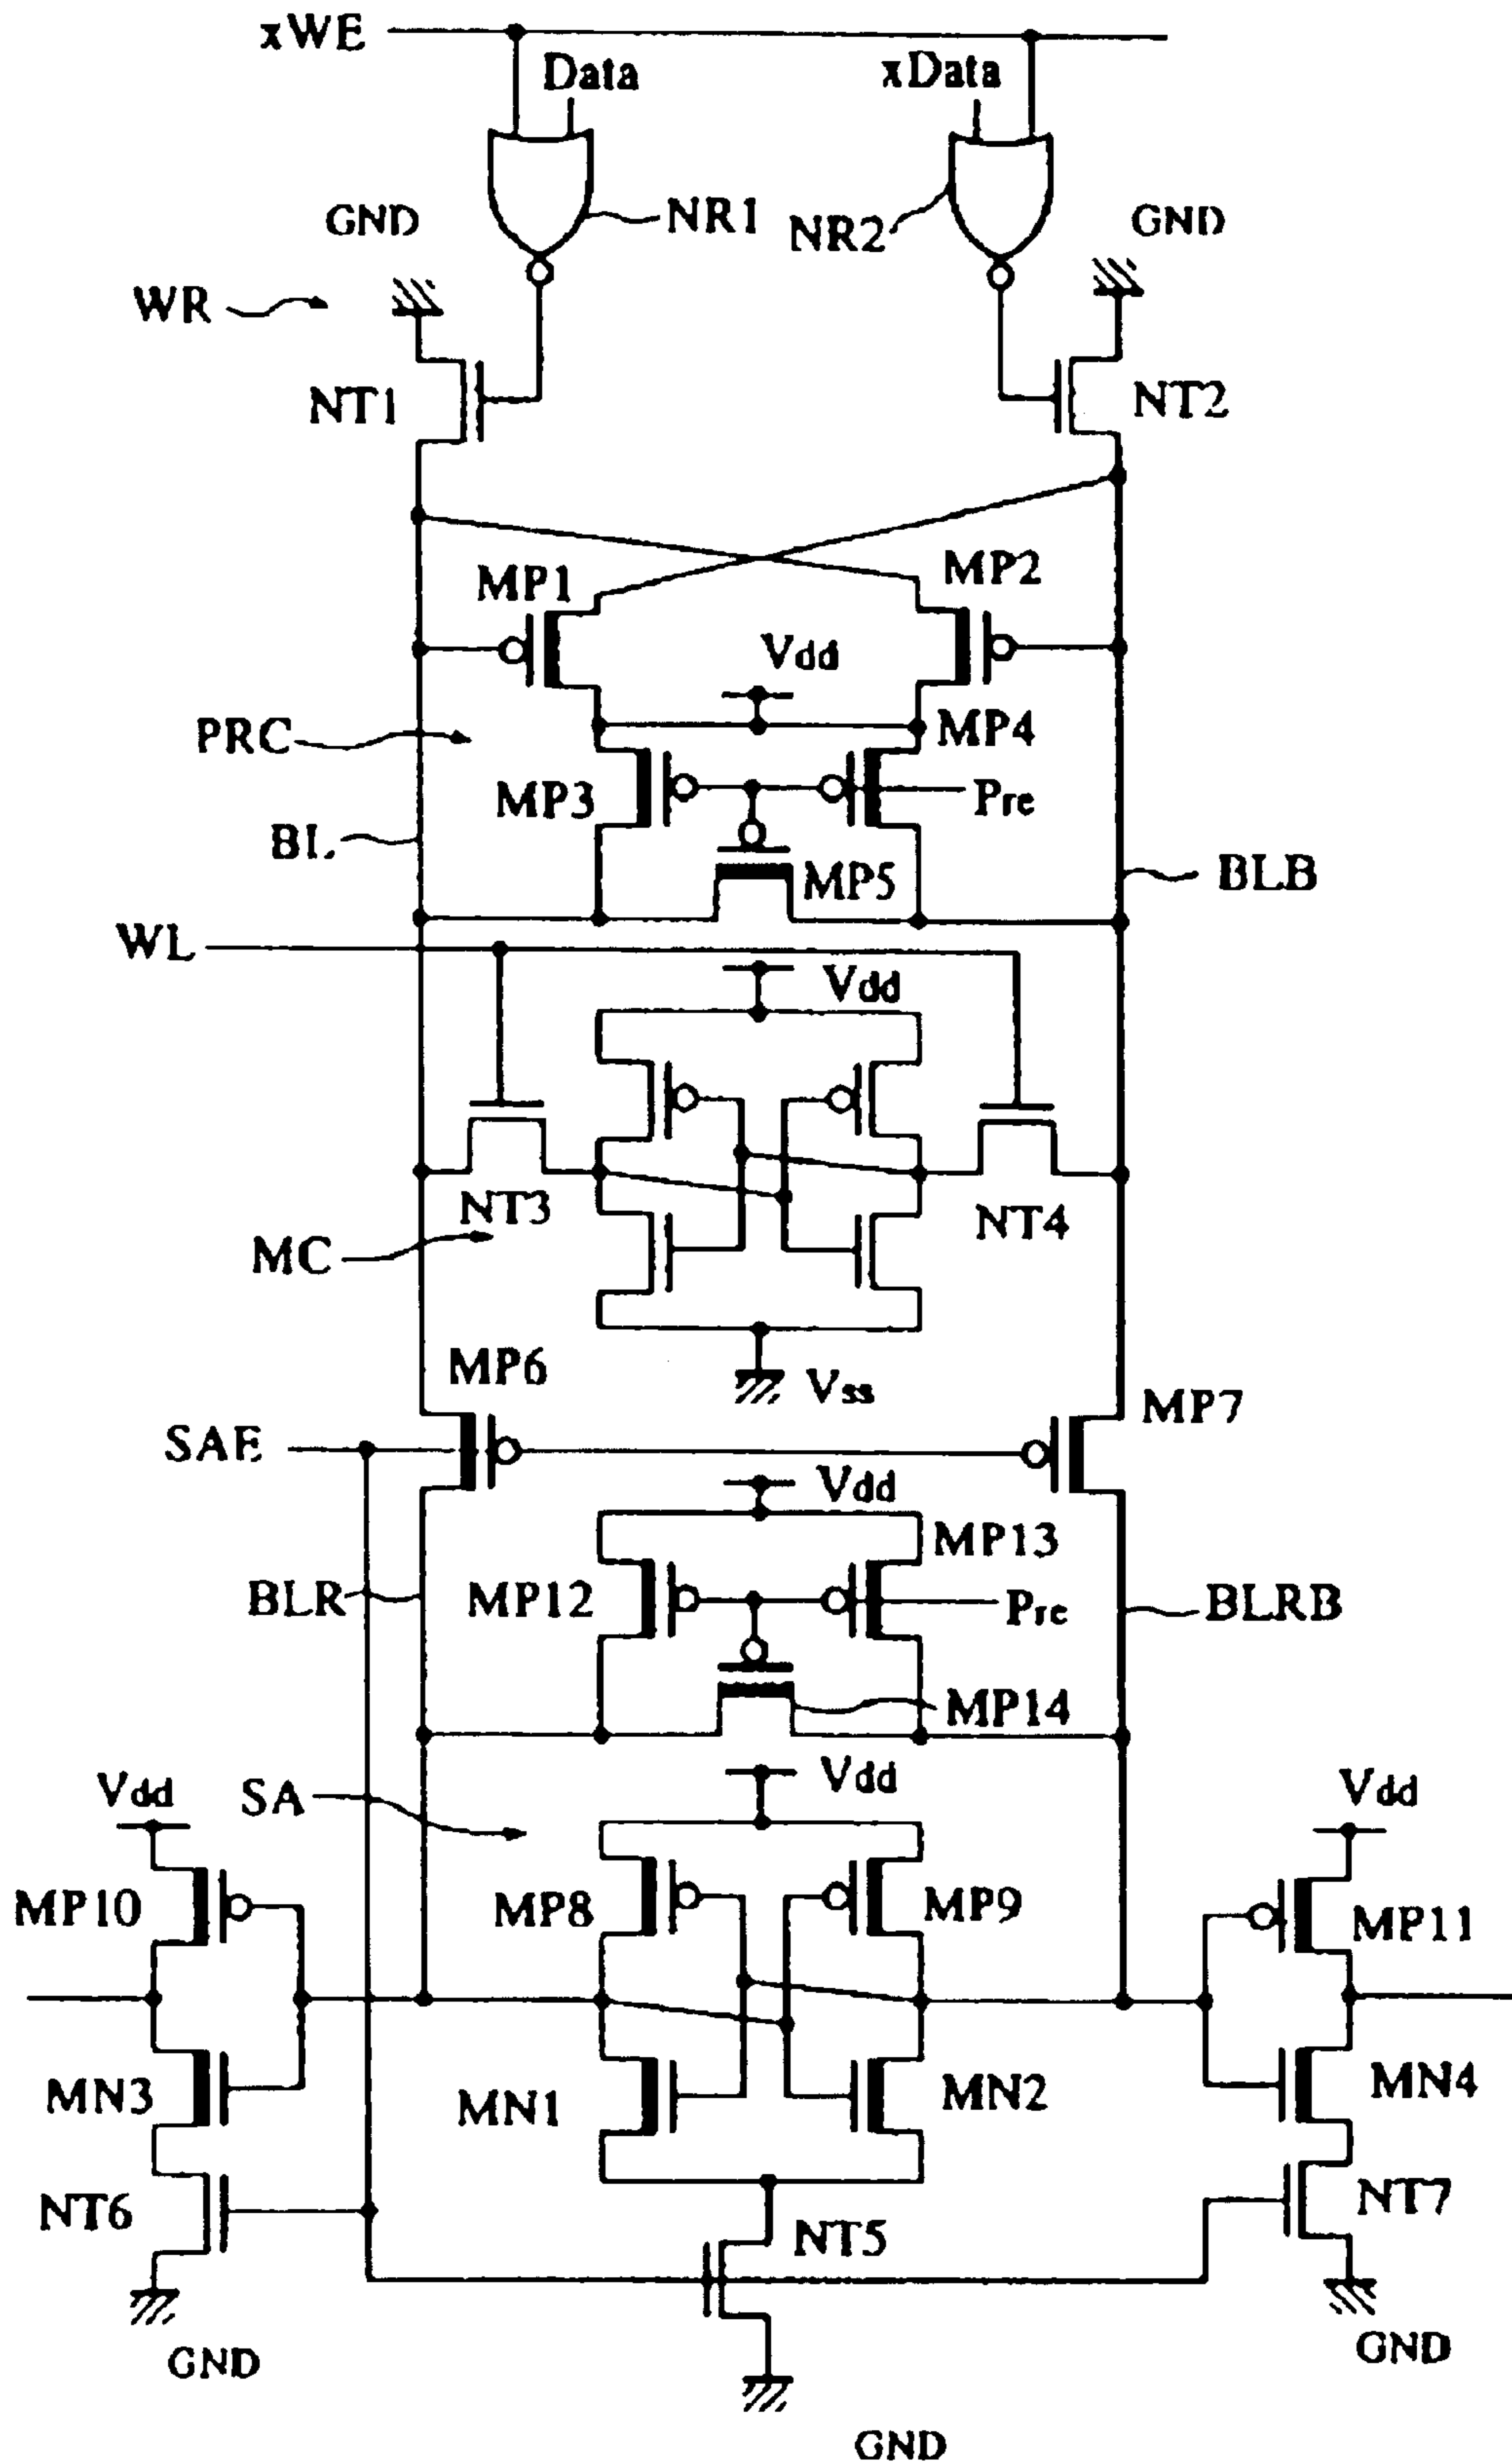 xWE
Data
xData
GND
NR1
NR2
GND
WR
NT1
NT2
MP1
MP2
Vdd
PRC
MP4
MP3
Pre
BL
MP5
BLB
WL
Vdd
NT3
NT4
MC
MP6
Vss
MP7
SAE
Vdd
MP13
BLR
MP12
Pre
BLRB
MP14
Vdd
SA
Vdd
Vdd
MP10
MP8
MP9
MP11
MN3
MN1
MN2
MN4
NT6
NT5
NT7
GND
GND
GND